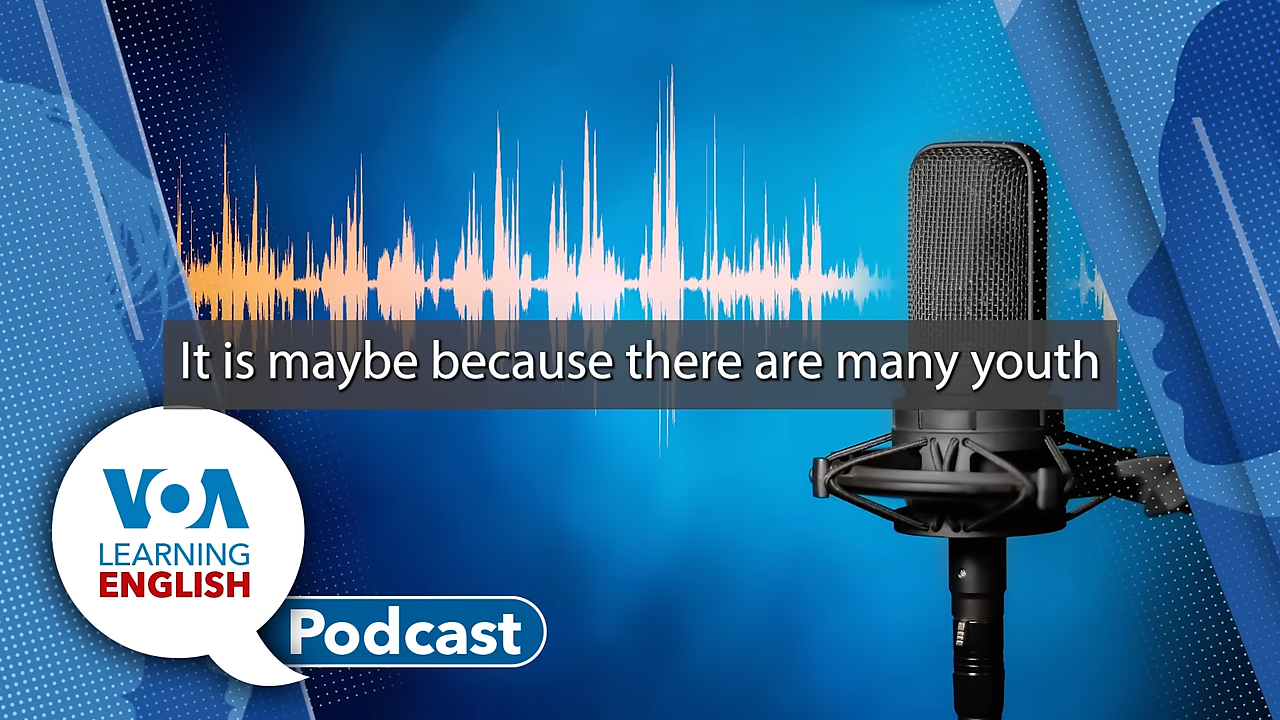 It is maybe because there are many youth
VOA
LEARNING
ENGLISH
Podcast